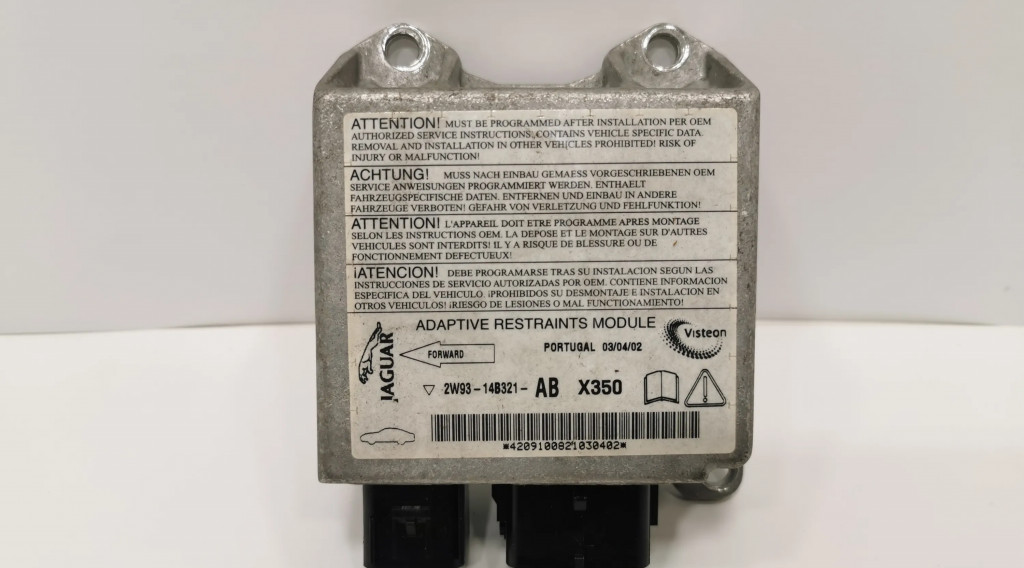 ATTENTION! MUST BE PROGRAMMED AFTER INSTALLATION PER OEM
AUTHORIZED SERVICE INSTRUCTIONS. CONTAINS VEHICLE SPECIFIC DATA.
REMOVAL AND INSTALLATION IN OTHER VEHICLES PROHIBITED! RISK OF
INJURY OR MALFUNCTION!
ACHTUNG! MUSS NACH EINBAU GEMAESS VORGESCHRIEBENEN OEM
SERVICE ANWEISUNGEN PROGRAMMIERT WERDEN. ENTHAELT
FAHRZEUGSPEZIFISCHE DATEN. ENTFERNEN UND EINBAU IN ANDERE
FAHRZEUGE VERBOTEN! GEFAHR VON VERLETZUNG UND FEHLFUNKTION!
ATTENTION! L'APPAREIL DOIT ETRE PROGRAMME APRES MONTAGE
SELON LES INSTRUCTIONS OEM. LA DEPOSE ET LE MONTAGE SUR D'AUTRES
VEHICULES SONT INTERDITS! IL Y A RISQUE DE BLESSURE OU DE
FONCTIONNEMENT DEFECTUEUX!
¡ATENCION! DEBE PROGRAMARSE TRAS SU INSTALACION SEGUN LAS
INSTRUCCIONES DE SERVICIO AUTORIZADAS POR OEM. CONTIENE INFORMACION
ESPECIFICA DEL VEHICULO. ¡PROHIBIDOS SU DESMONTAJE E INSTALACION EN
OTROS VEHICULOS! ¡RIESGO DE LESIONES O MAL FUNCIONAMIENTO!
ADAPTIVE RESTRAINTS MODULE
Visteon
JAGUAR
FORWARD
PORTUGAL 03/04/02
2W93-14B321- AB X350
*4209100821030402*